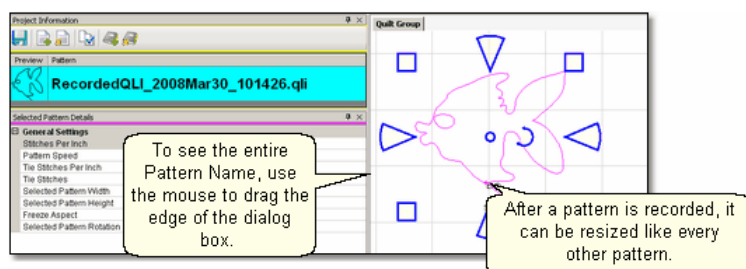 Project Information
Quilt Group
Preview Pattern
RecordedQLI_2008Mar30_101426.qli
Selected Pattern Details
General Settings
Stitches Per Inch
Pattern Speed
Tie Stitches Per Inch
Tie Stitches
Selected Pattern Width
Selected Pattern Height
Freeze Aspect
Selected Pattern Rotation
To see the entire
Pattern Name, use
the mouse to drag the
edge of the dialog
box.
After a pattern is recorded, it
can be resized like every
other pattern.